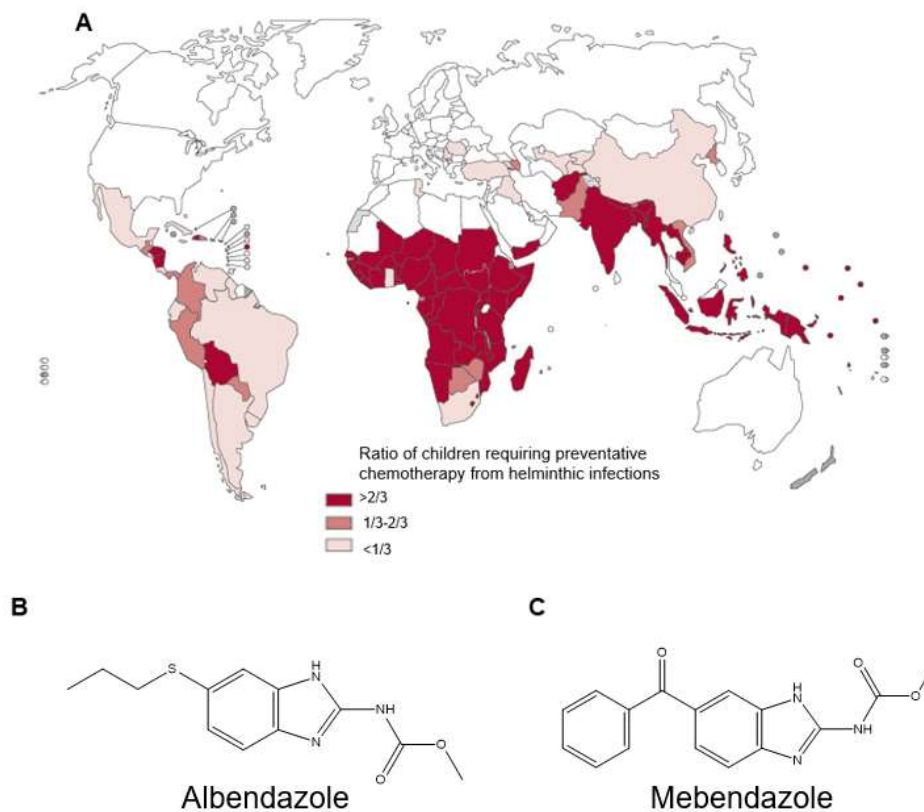 A
Ratio of children requiring preventative
chemotherapy from helminthic infections
>2/3
1/3-2/3
<1/3
B
C
S
H
N
N
NH
O
O
Albendazole
O
H
N
N
NH
O
O
Mebendazole